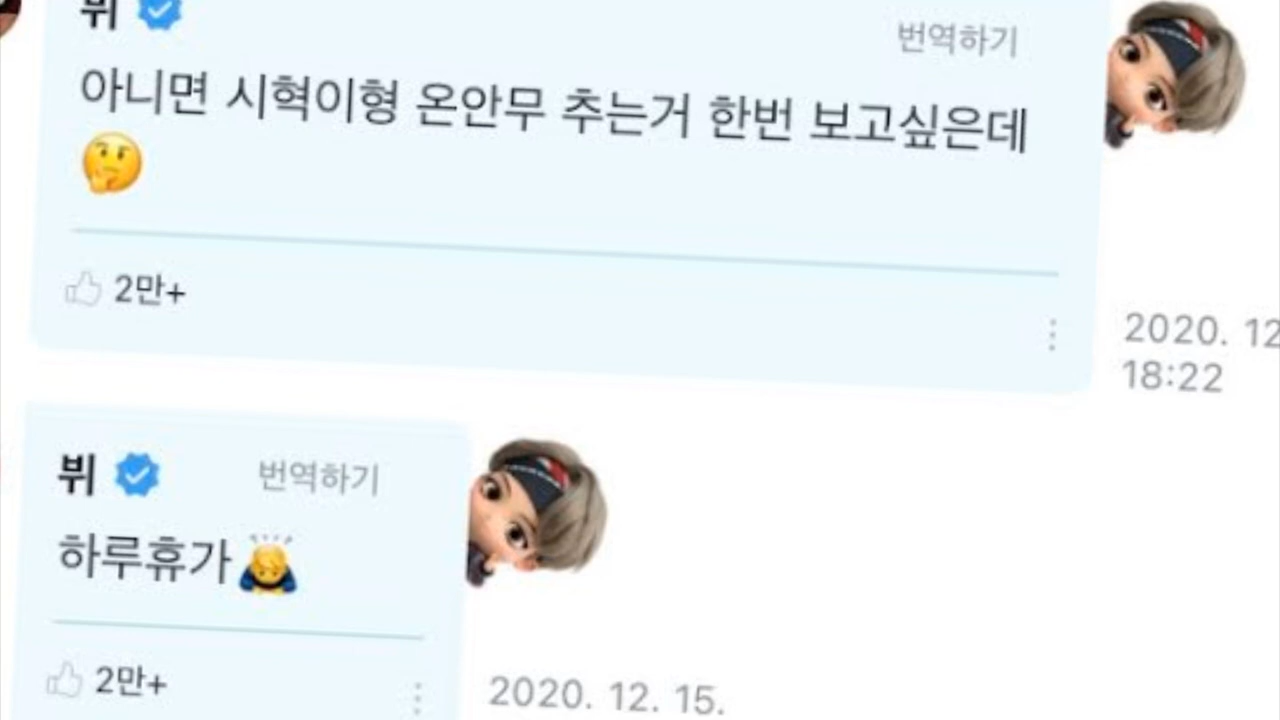 뷔
번역하기
아니면 시혁이형 온안무 추는거 한번 보고싶은데
🤔
2만+
2020. 12
18:22
뷔
번역하기
하루휴가🙇
2만+
2020. 12. 15.